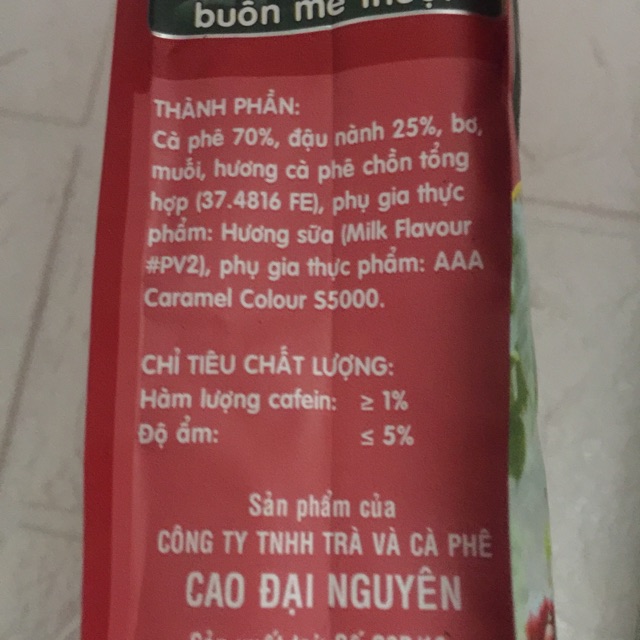 buôn mê
THÀNH PHẦN:
Cà phê 70%, đậu nành 25%, bơ,
muối, hương cà phê chồn tổng
hợp (37.4816 FE), phụ gia thực
phẩm: Hương sữa (Milk Flavour
#PV2), phụ gia thực phẩm: AAA
Caramel Colour S5000.
CHỈ TIÊU CHẤT LƯỢNG:
Hàm lượng cafein: ≥ 1%
Độ ẩm: ≤ 5%
Sản phẩm của
CÔNG TY TNHH TRÀ VÀ CÀ PHÊ
CAO ĐẠI NGUYÊN